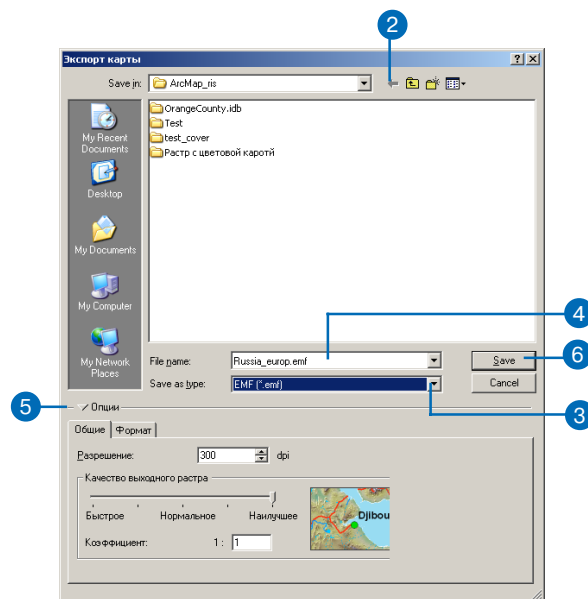 2
Экспорт карты
Save in: ArcMap_ris
OrangeCounty.idb
Test
test_cover
Растр с цветовой каротй
My Recent
Documents
Desktop
My Documents
My Computer
My Network
Places
4
File name: Russia_europ.emf Save 6
Save as type: EMF (*.emf) Cancel
3
5 Опции
Общие Формат
Разрешение: 300 dpi
Качество выходного растра
Быстрое Нормальное Наилучшее
Djibou
Коэффициент: 1 : 1